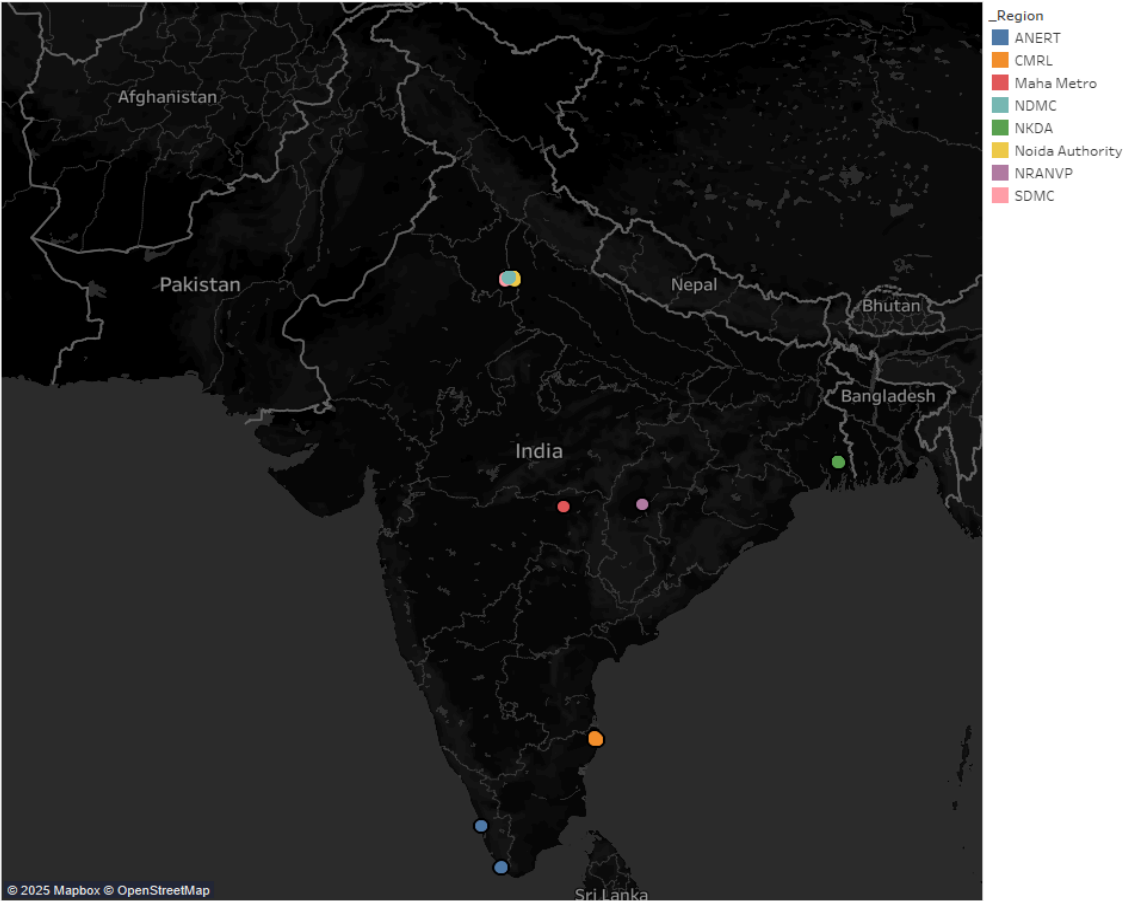 _Region
ANERT
CMRL
Maha Metro
NDMC
NKDA
Noida Authority
NRANVP
SDMC
Afghanistan
Pakistan
Nepal
Bhutan
Bangladesh
India
Sri Lanka
© 2025 Mapbox © OpenStreetMap